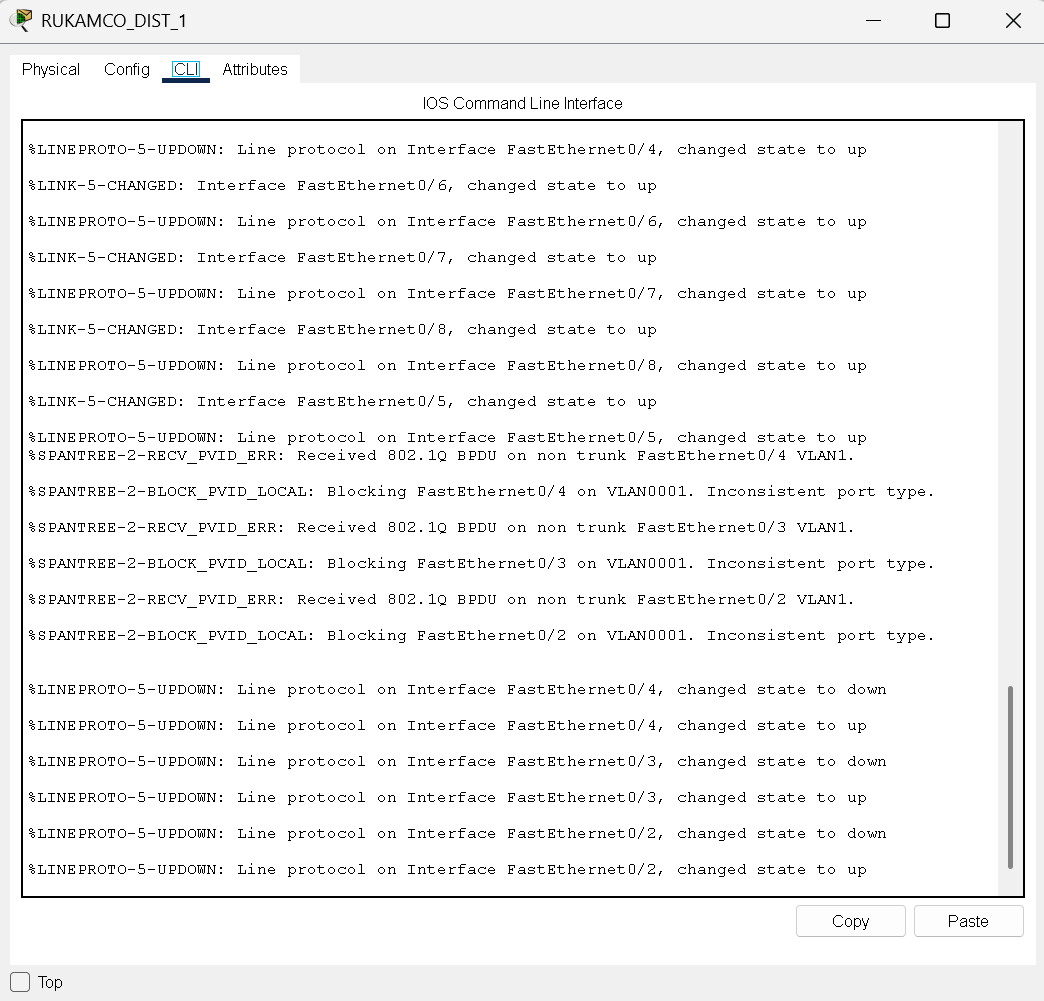 RUKAMCO_DIST_1
Physical Config CLI Attributes
IOS Command Line Interface
%LINEPROTO-5-UPDOWN: Line protocol on Interface FastEthernet0/4, changed state to up
%LINK-5-CHANGED: Interface FastEthernet0/6, changed state to up
%LINEPROTO-5-UPDOWN: Line protocol on Interface FastEthernet0/6, changed state to up
%LINK-5-CHANGED: Interface FastEthernet0/7, changed state to up
%LINEPROTO-5-UPDOWN: Line protocol on Interface FastEthernet0/7, changed state to up
%LINK-5-CHANGED: Interface FastEthernet0/8, changed state to up
%LINEPROTO-5-UPDOWN: Line protocol on Interface FastEthernet0/8, changed state to up
%LINK-5-CHANGED: Interface FastEthernet0/5, changed state to up
%LINEPROTO-5-UPDOWN: Line protocol on Interface FastEthernet0/5, changed state to up
%SPANTREE-2-RECV_PVID_ERR: Received 802.1Q BPDU on non trunk FastEthernet0/4 VLAN1.
%SPANTREE-2-BLOCK_PVID_LOCAL: Blocking FastEthernet0/4 on VLAN0001. Inconsistent port type.
%SPANTREE-2-RECV_PVID_ERR: Received 802.1Q BPDU on non trunk FastEthernet0/3 VLAN1.
%SPANTREE-2-BLOCK_PVID_LOCAL: Blocking FastEthernet0/3 on VLAN0001. Inconsistent port type.
%SPANTREE-2-RECV_PVID_ERR: Received 802.1Q BPDU on non trunk FastEthernet0/2 VLAN1.
%SPANTREE-2-BLOCK_PVID_LOCAL: Blocking FastEthernet0/2 on VLAN0001. Inconsistent port type.
%LINEPROTO-5-UPDOWN: Line protocol on Interface FastEthernet0/4, changed state to down
%LINEPROTO-5-UPDOWN: Line protocol on Interface FastEthernet0/4, changed state to up
%LINEPROTO-5-UPDOWN: Line protocol on Interface FastEthernet0/3, changed state to down
%LINEPROTO-5-UPDOWN: Line protocol on Interface FastEthernet0/3, changed state to up
%LINEPROTO-5-UPDOWN: Line protocol on Interface FastEthernet0/2, changed state to down
%LINEPROTO-5-UPDOWN: Line protocol on Interface FastEthernet0/2, changed state to up
Copy Paste
Top